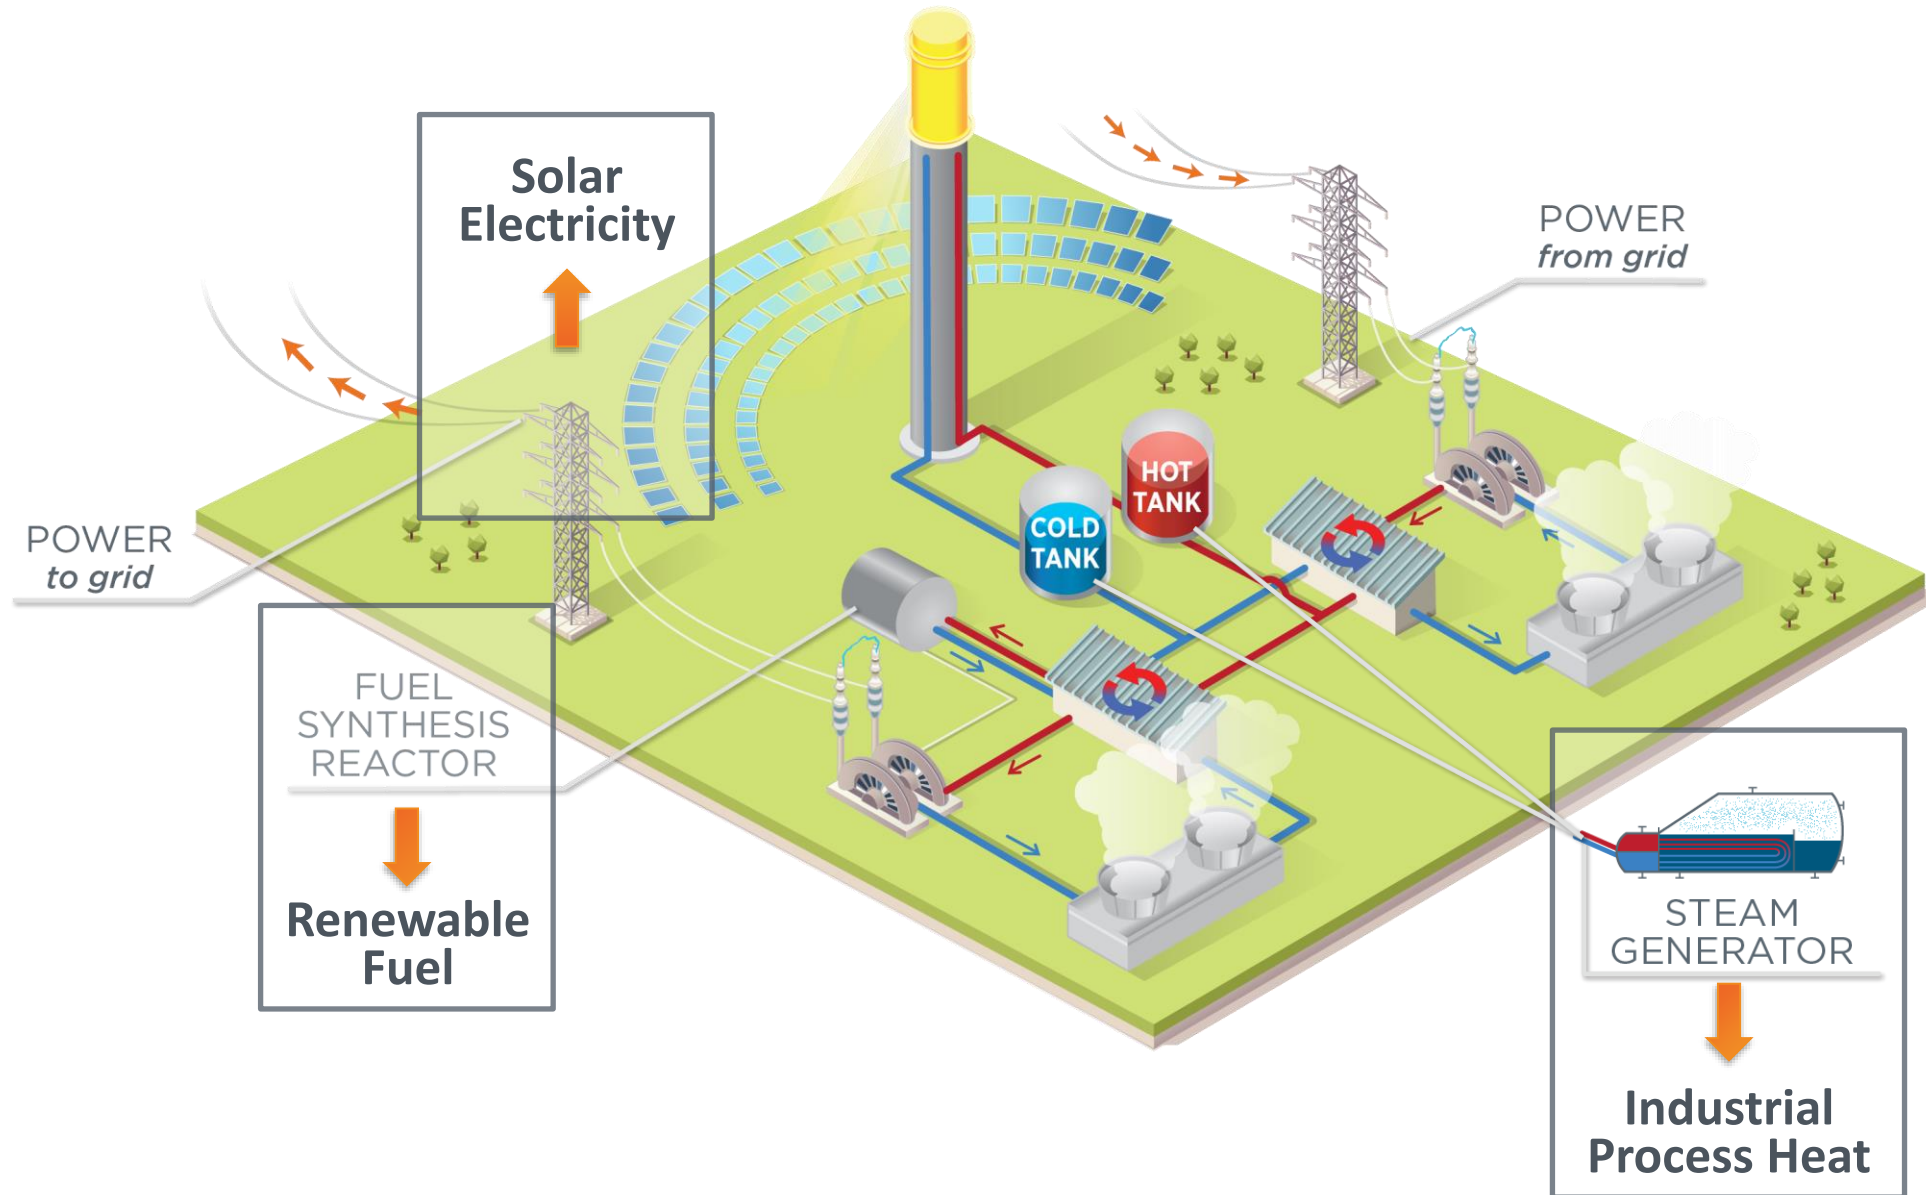 Solar
Electricity
POWER
from grid
HOT
TANK
COLD
TANK
POWER
to grid
FUEL
SYNTHESIS
REACTOR
Renewable
Fuel
STEAM
GENERATOR
Industrial
Process Heat